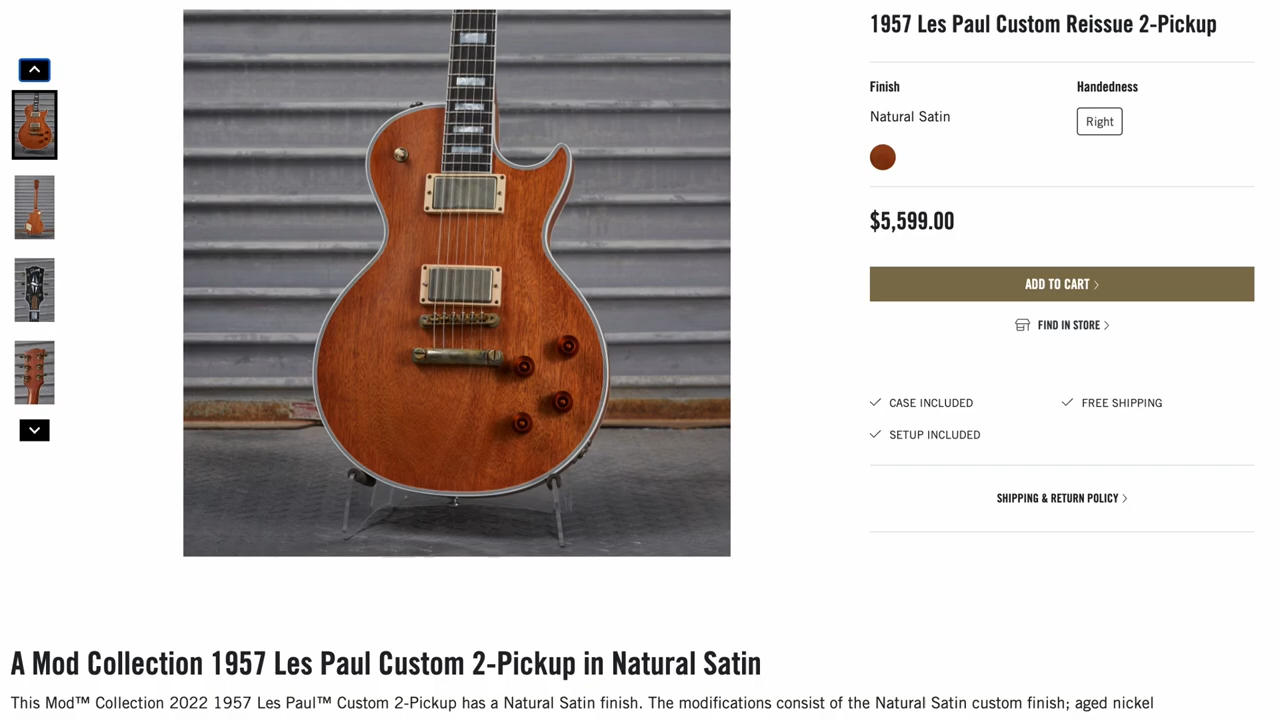 1957 Les Paul Custom Reissue 2-Pickup
Finish
Handedness
Natural Satin
Right
$5,599.00
ADD TO CART
FIND IN STORE
CASE INCLUDED
FREE SHIPPING
SETUP INCLUDED
SHIPPING & RETURN POLICY
A Mod Collection 1957 Les Paul Custom 2-Pickup in Natural Satin
This Mod™ Collection 2022 1957 Les Paul™ Custom 2-Pickup has a Natural Satin finish. The modifications consist of the Natural Satin custom finish; aged nickel